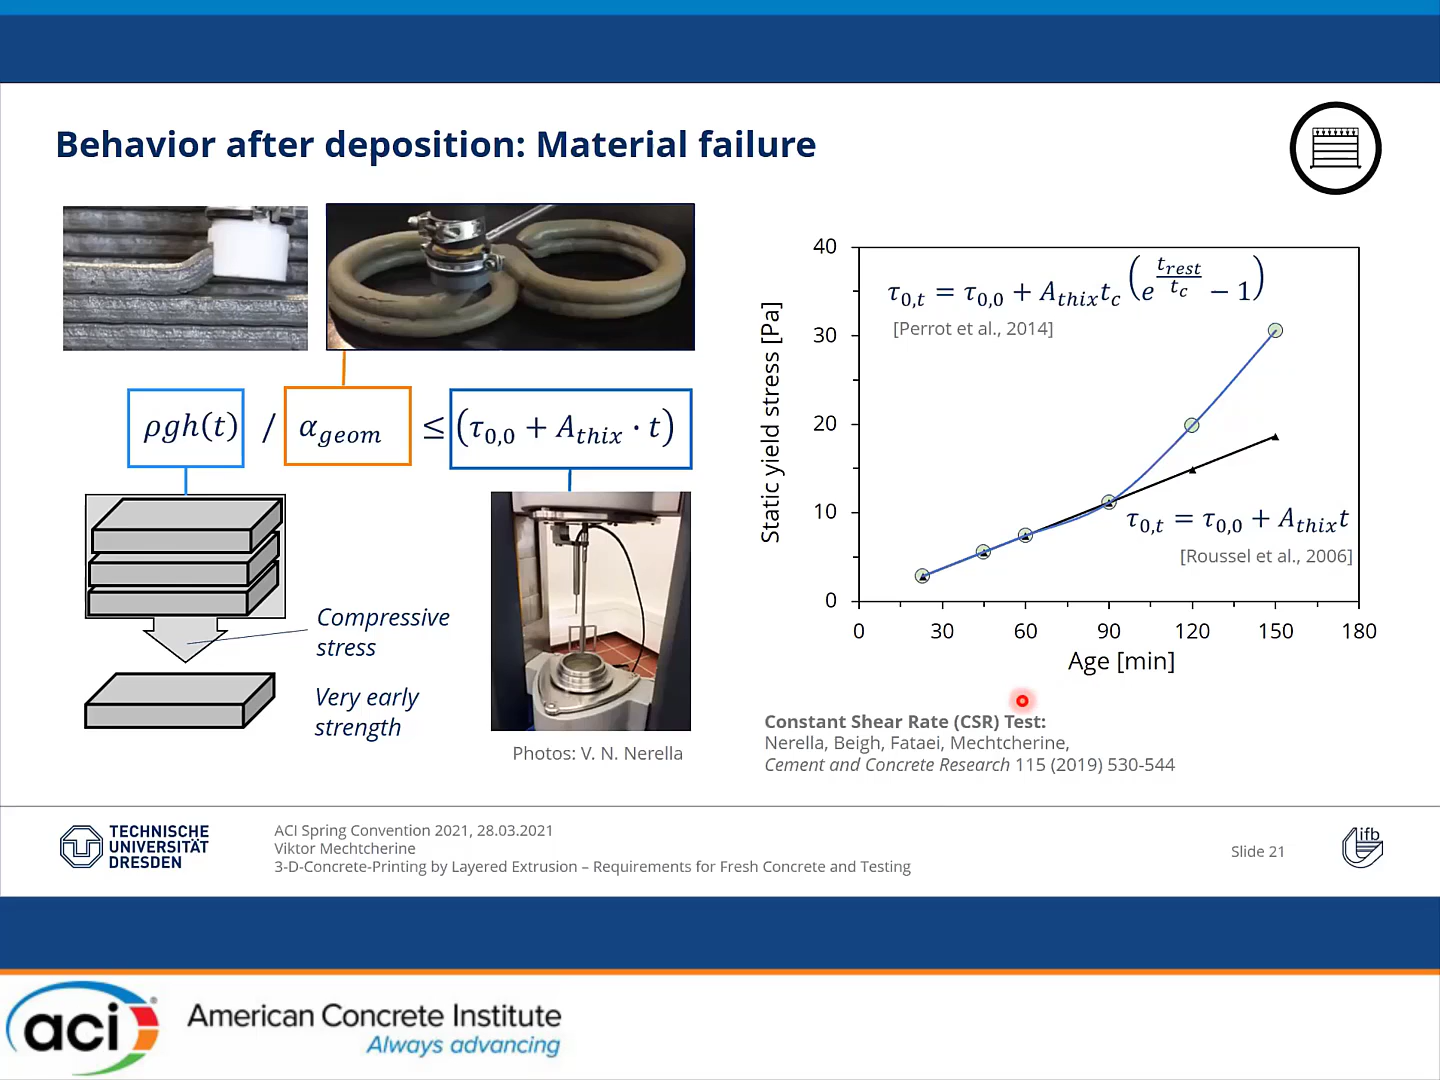 Behavior after deposition: Material failure
ρgh(t) / α_geom ≤ (τ_0,0 + A_thix · t)
Compressive
stress
Very early
strength
Photos: V. N. Nerella
40
30
20
10
0
Static yield stress [Pa]
τ_0,t = τ_0,0 + A_thix t_c (e^(t_rest/t_c) − 1)
[Perrot et al., 2014]
τ_0,t = τ_0,0 + A_thix t
[Roussel et al., 2006]
0 30 60 90 120 150 180
Age [min]
Constant Shear Rate (CSR) Test:
Nerella, Beigh, Fataei, Mechtcherine,
Cement and Concrete Research 115 (2019) 530-544
TECHNISCHE
UNIVERSITÄT
DRESDEN
ACI Spring Convention 2021, 28.03.2021
Viktor Mechtcherine
3-D-Concrete-Printing by Layered Extrusion – Requirements for Fresh Concrete and Testing
Slide 21
ifb
aci
American Concrete Institute
Always advancing